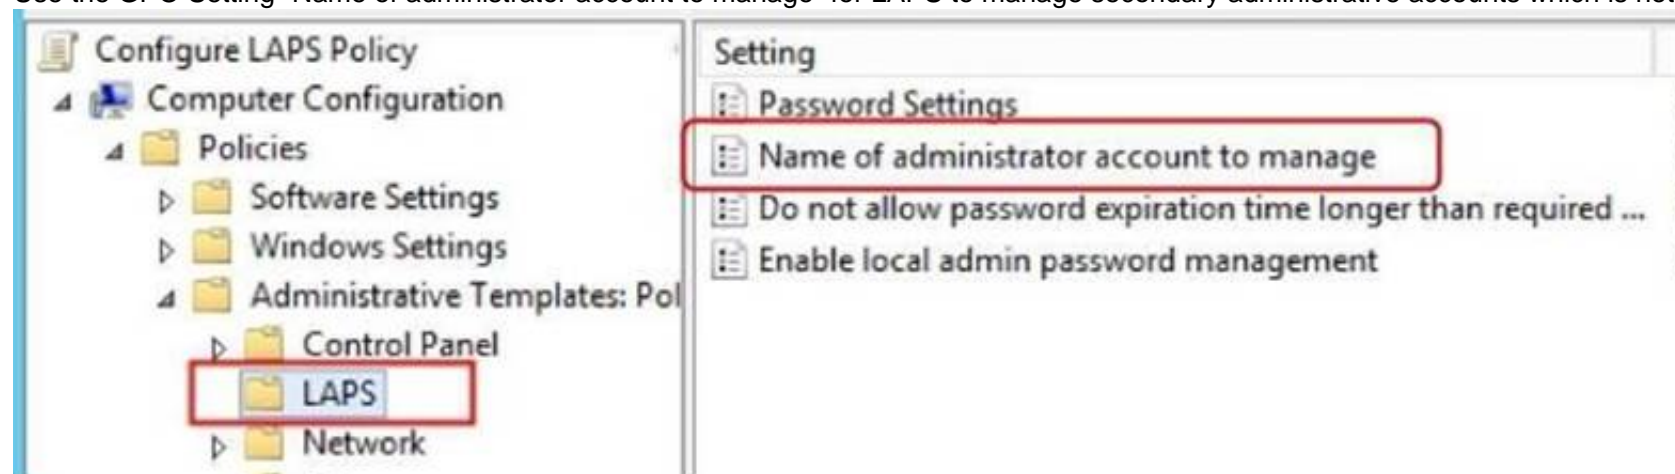 Configure LAPS Policy
Computer Configuration
Policies
Software Settings
Windows Settings
Administrative Templates: Pol
Control Panel
LAPS
Network
Setting
Password Settings
Name of administrator account to manage
Do not allow password expiration time longer than required ...
Enable local admin password management